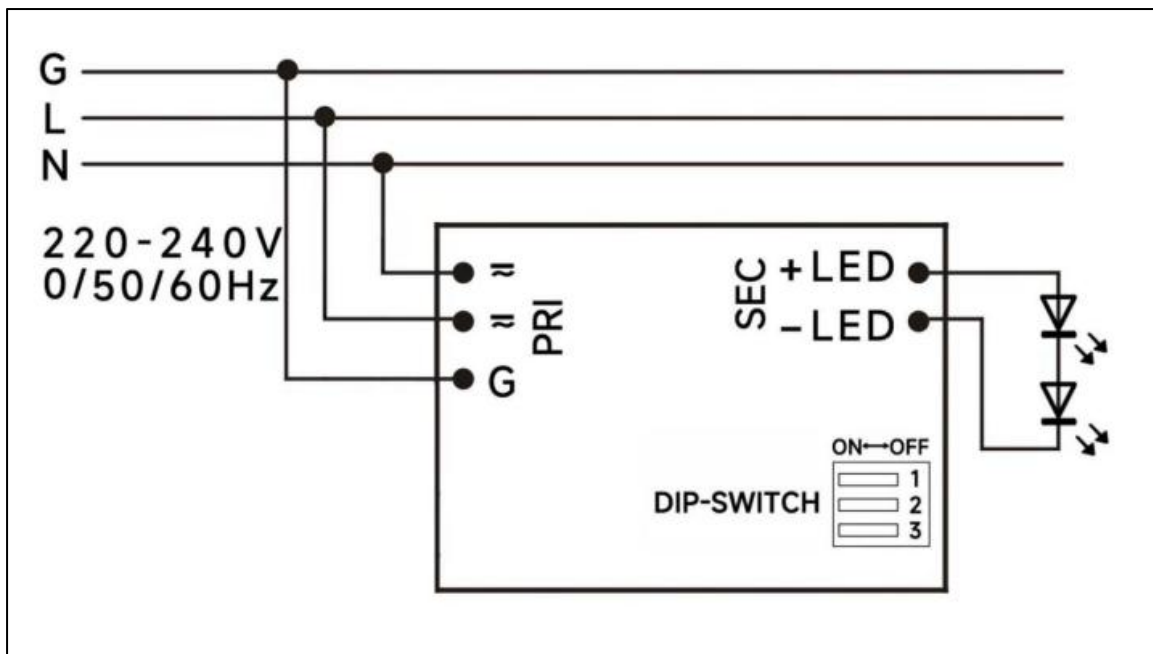 G
L
N
220-240V
0/50/60Hz
≂
≂
G
PRI
SEC
+LED
-LED
ON↔OFF
DIP-SWITCH
1
2
3